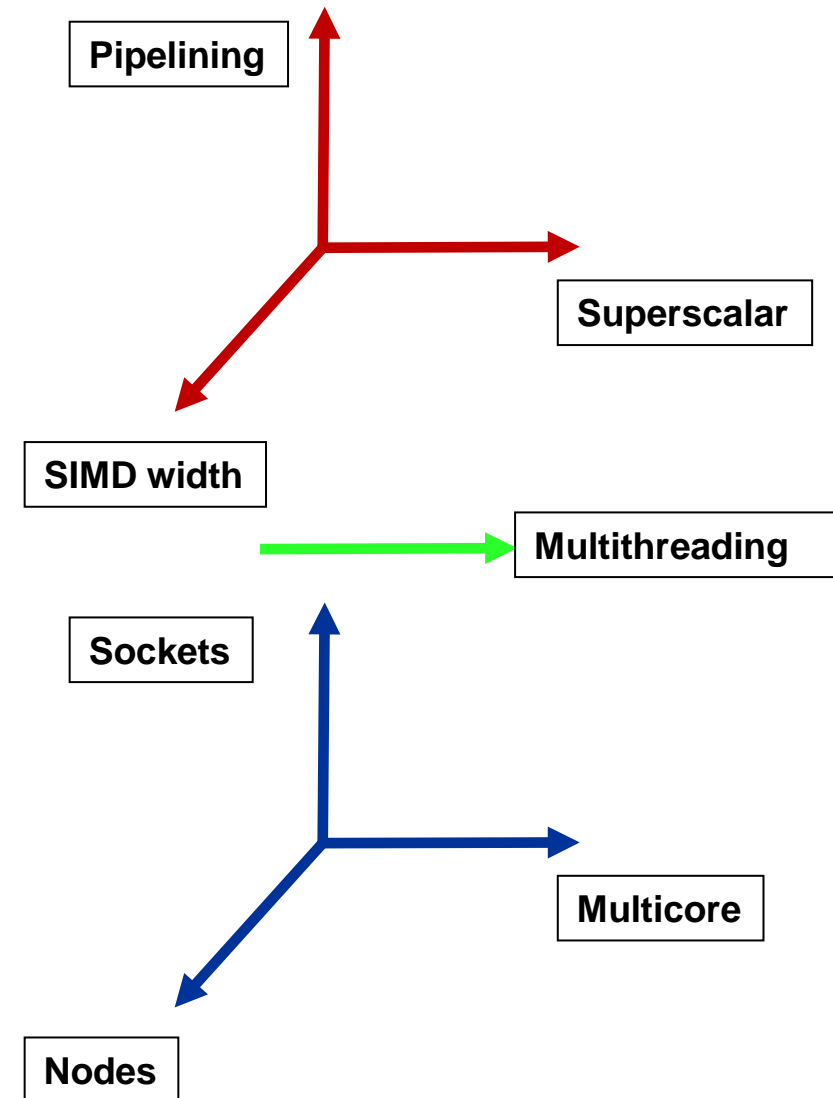 Pipelining
Superscalar
SIMD width
Multithreading
Sockets
Multicore
Nodes